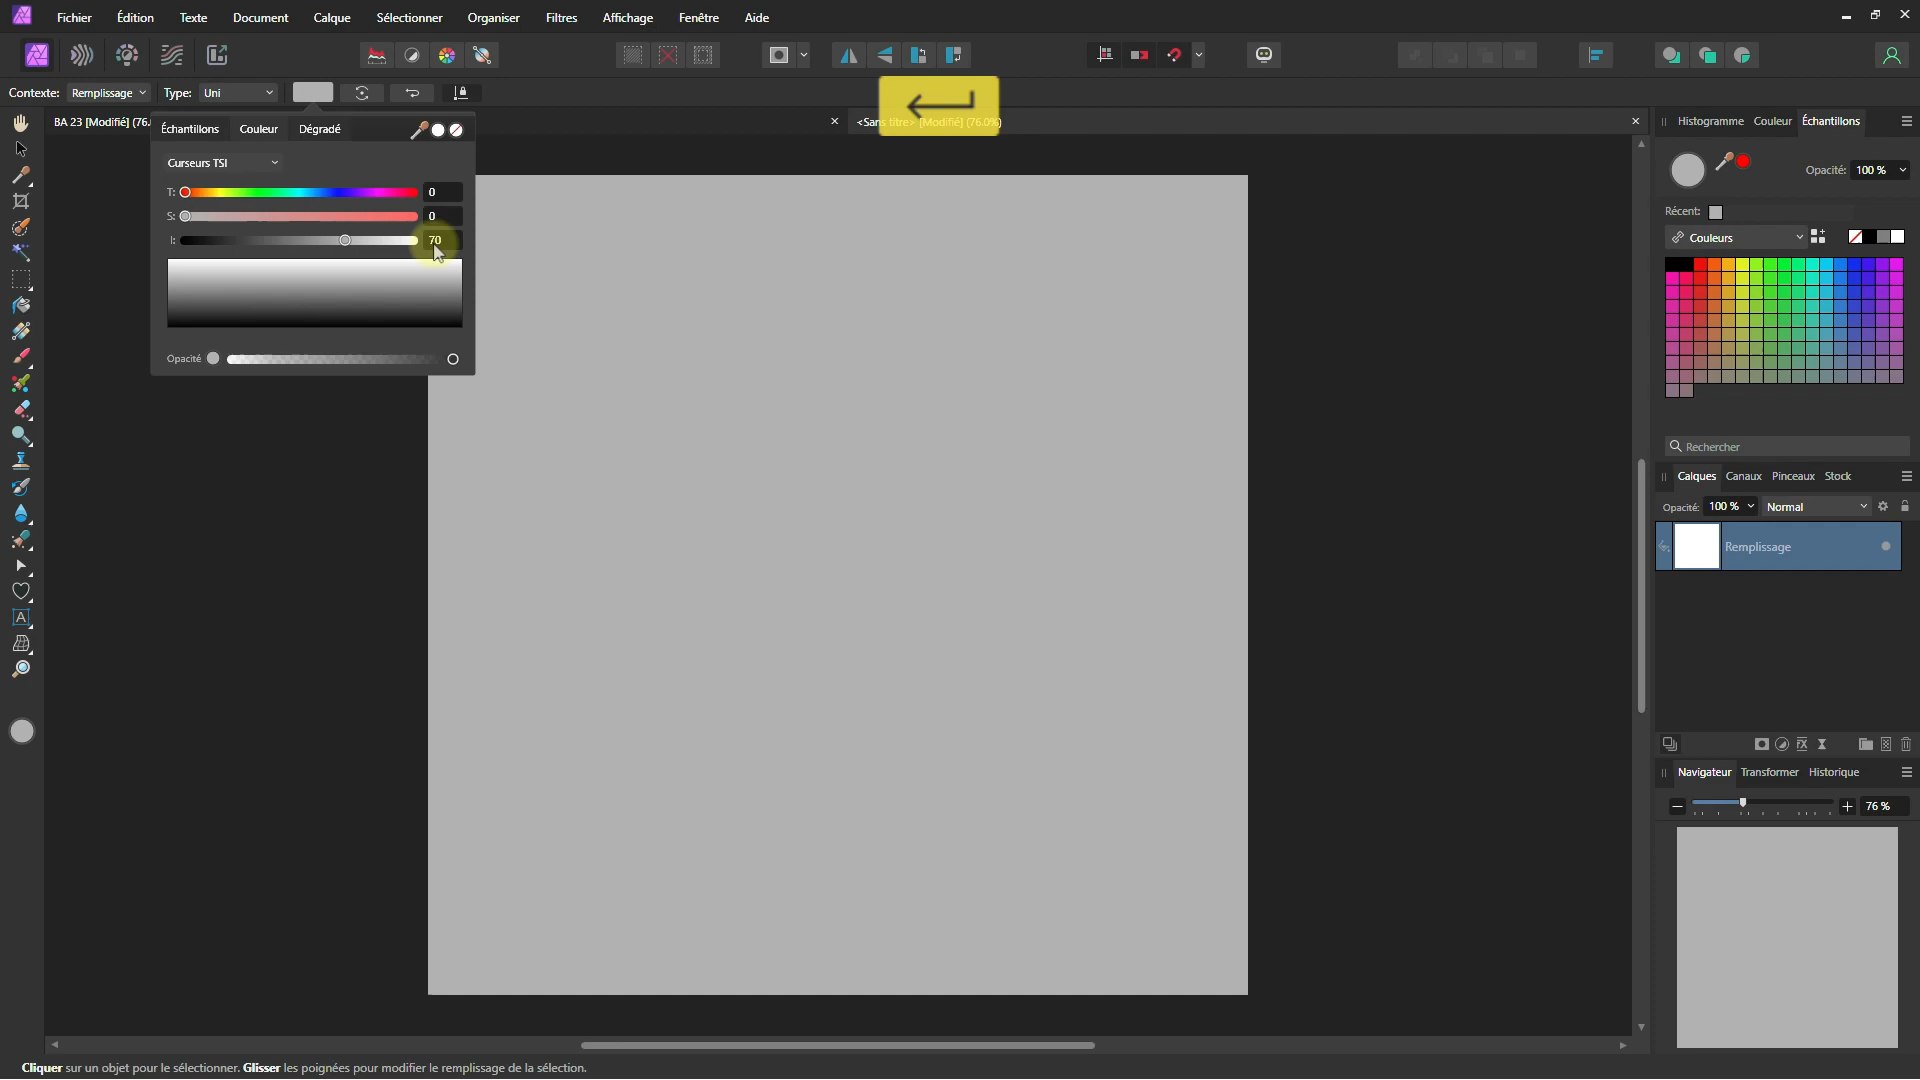 Fichier Édition Texte Document Calque Sélectionner Organiser Filtres Affichage Fenêtre Aide
Contexte: Remplissage Type: Uni
BA 23 [Modifié] (76. <Sans titre> [Modifié] (76.0%)
Échantillons Couleur Dégradé
Curseurs TSI
T: 0
S: 0
I: 70
Opacité
Histogramme Couleur Échantillons
Opacité: 100 %
Récent:
Couleurs
Rechercher
Calques Canaux Pinceaux Stock
Opacité: 100 % Normal
Remplissage
Navigateur Transformer Historique
76 %
Cliquer sur un objet pour le sélectionner. Glisser les poignées pour modifier le remplissage de la sélection.